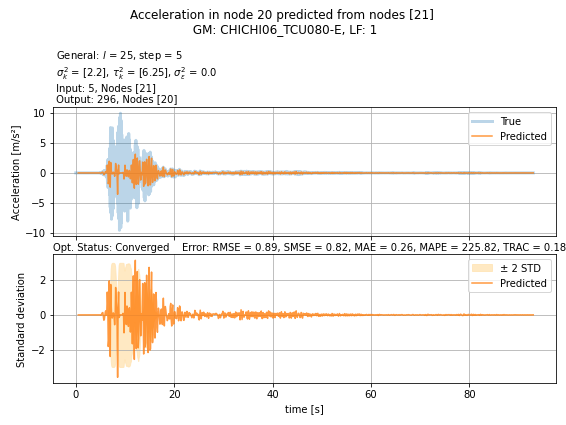 Acceleration in node 20 predicted from nodes [21]
GM: CHICHI06_TCU080-E, LF: 1
General: l = 25, step = 5
σ²ₖ = [2.2], τ²ₖ = [6.25], σ²ε = 0.0
Input: 5, Nodes [21]
Output: 296, Nodes [20]
10
5
0
−5
−10
Acceleration [m/s²]
True
Predicted
Opt. Status: Converged Error: RMSE = 0.89, SMSE = 0.82, MAE = 0.26, MAPE = 225.82, TRAC = 0.18
2
0
−2
Standard deviation
± 2 STD
Predicted
0 20 40 60 80
time [s]